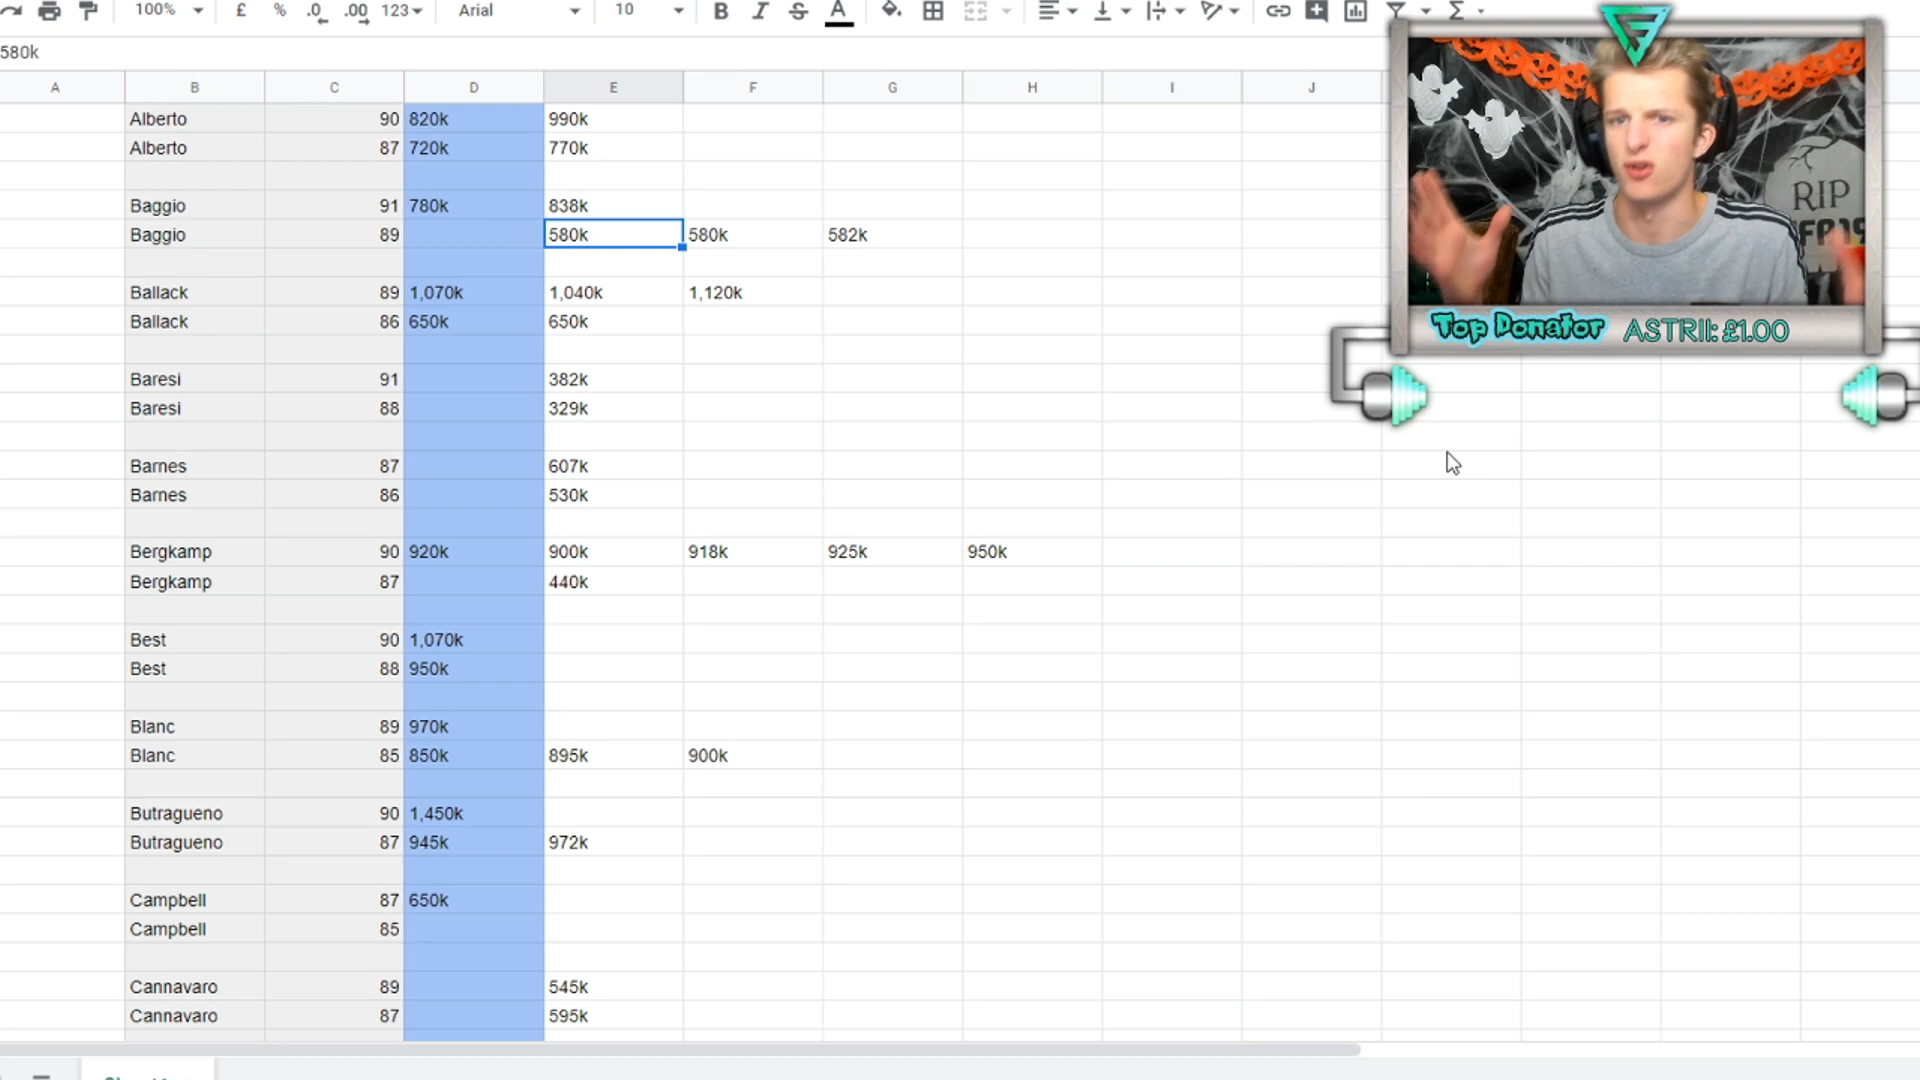 100% £ % .0 .00 123 Arial 10 B I S A Σ
580k
A B C D E F G H I J
Alberto 90 820k 990k
Alberto 87 720k 770k
Baggio 91 780k 838k
Baggio 89 580k 580k 582k
Ballack 89 1,070k 1,040k 1,120k
Ballack 86 650k 650k
Baresi 91 382k
Baresi 88 329k
Barnes 87 607k
Barnes 86 530k
Bergkamp 90 920k 900k 918k 925k 950k
Bergkamp 87 440k
Best 90 1,070k
Best 88 950k
Blanc 89 970k
Blanc 85 850k 895k 900k
Butragueno 90 1,450k
Butragueno 87 945k 972k
Campbell 87 650k
Campbell 85
Cannavaro 89 545k
Cannavaro 87 595k
RIP
Top Donator ASTRII: £1.00